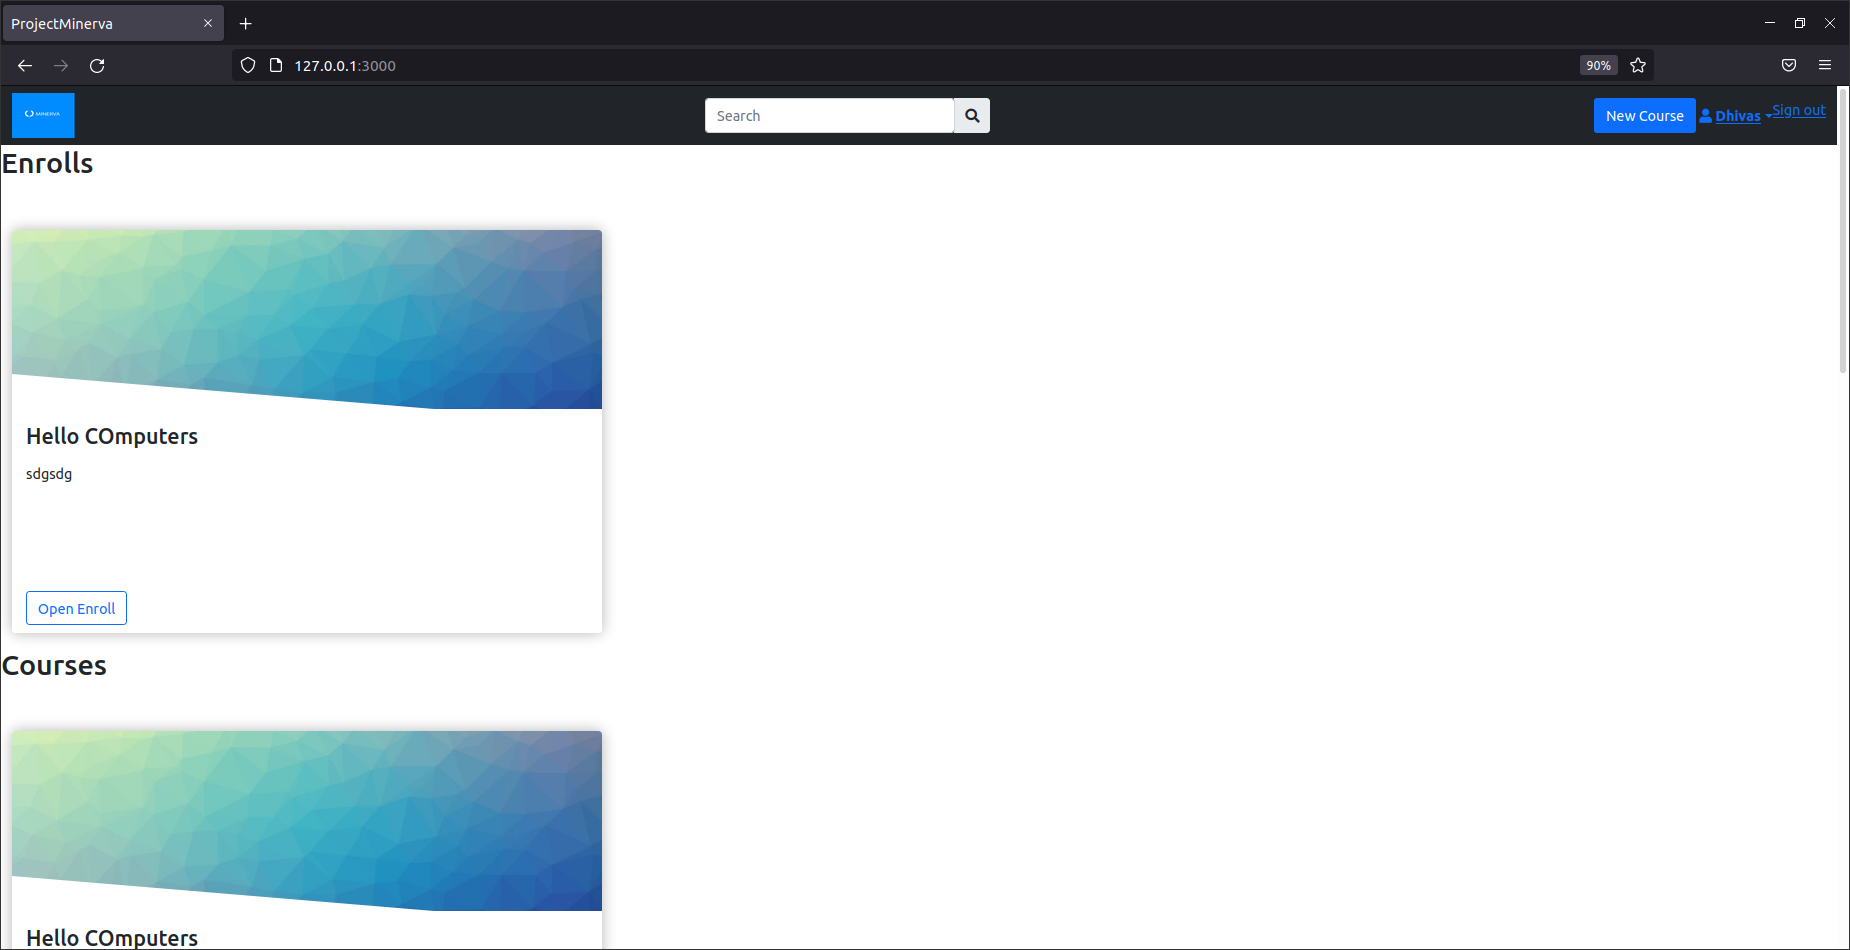 ProjectMinerva
127.0.0.1:3000
90%
MINERVA
Search
New Course
Dhivas
Sign out
Enrolls
Hello COmputers
sdgsdg
Open Enroll
Courses
Hello COmputers